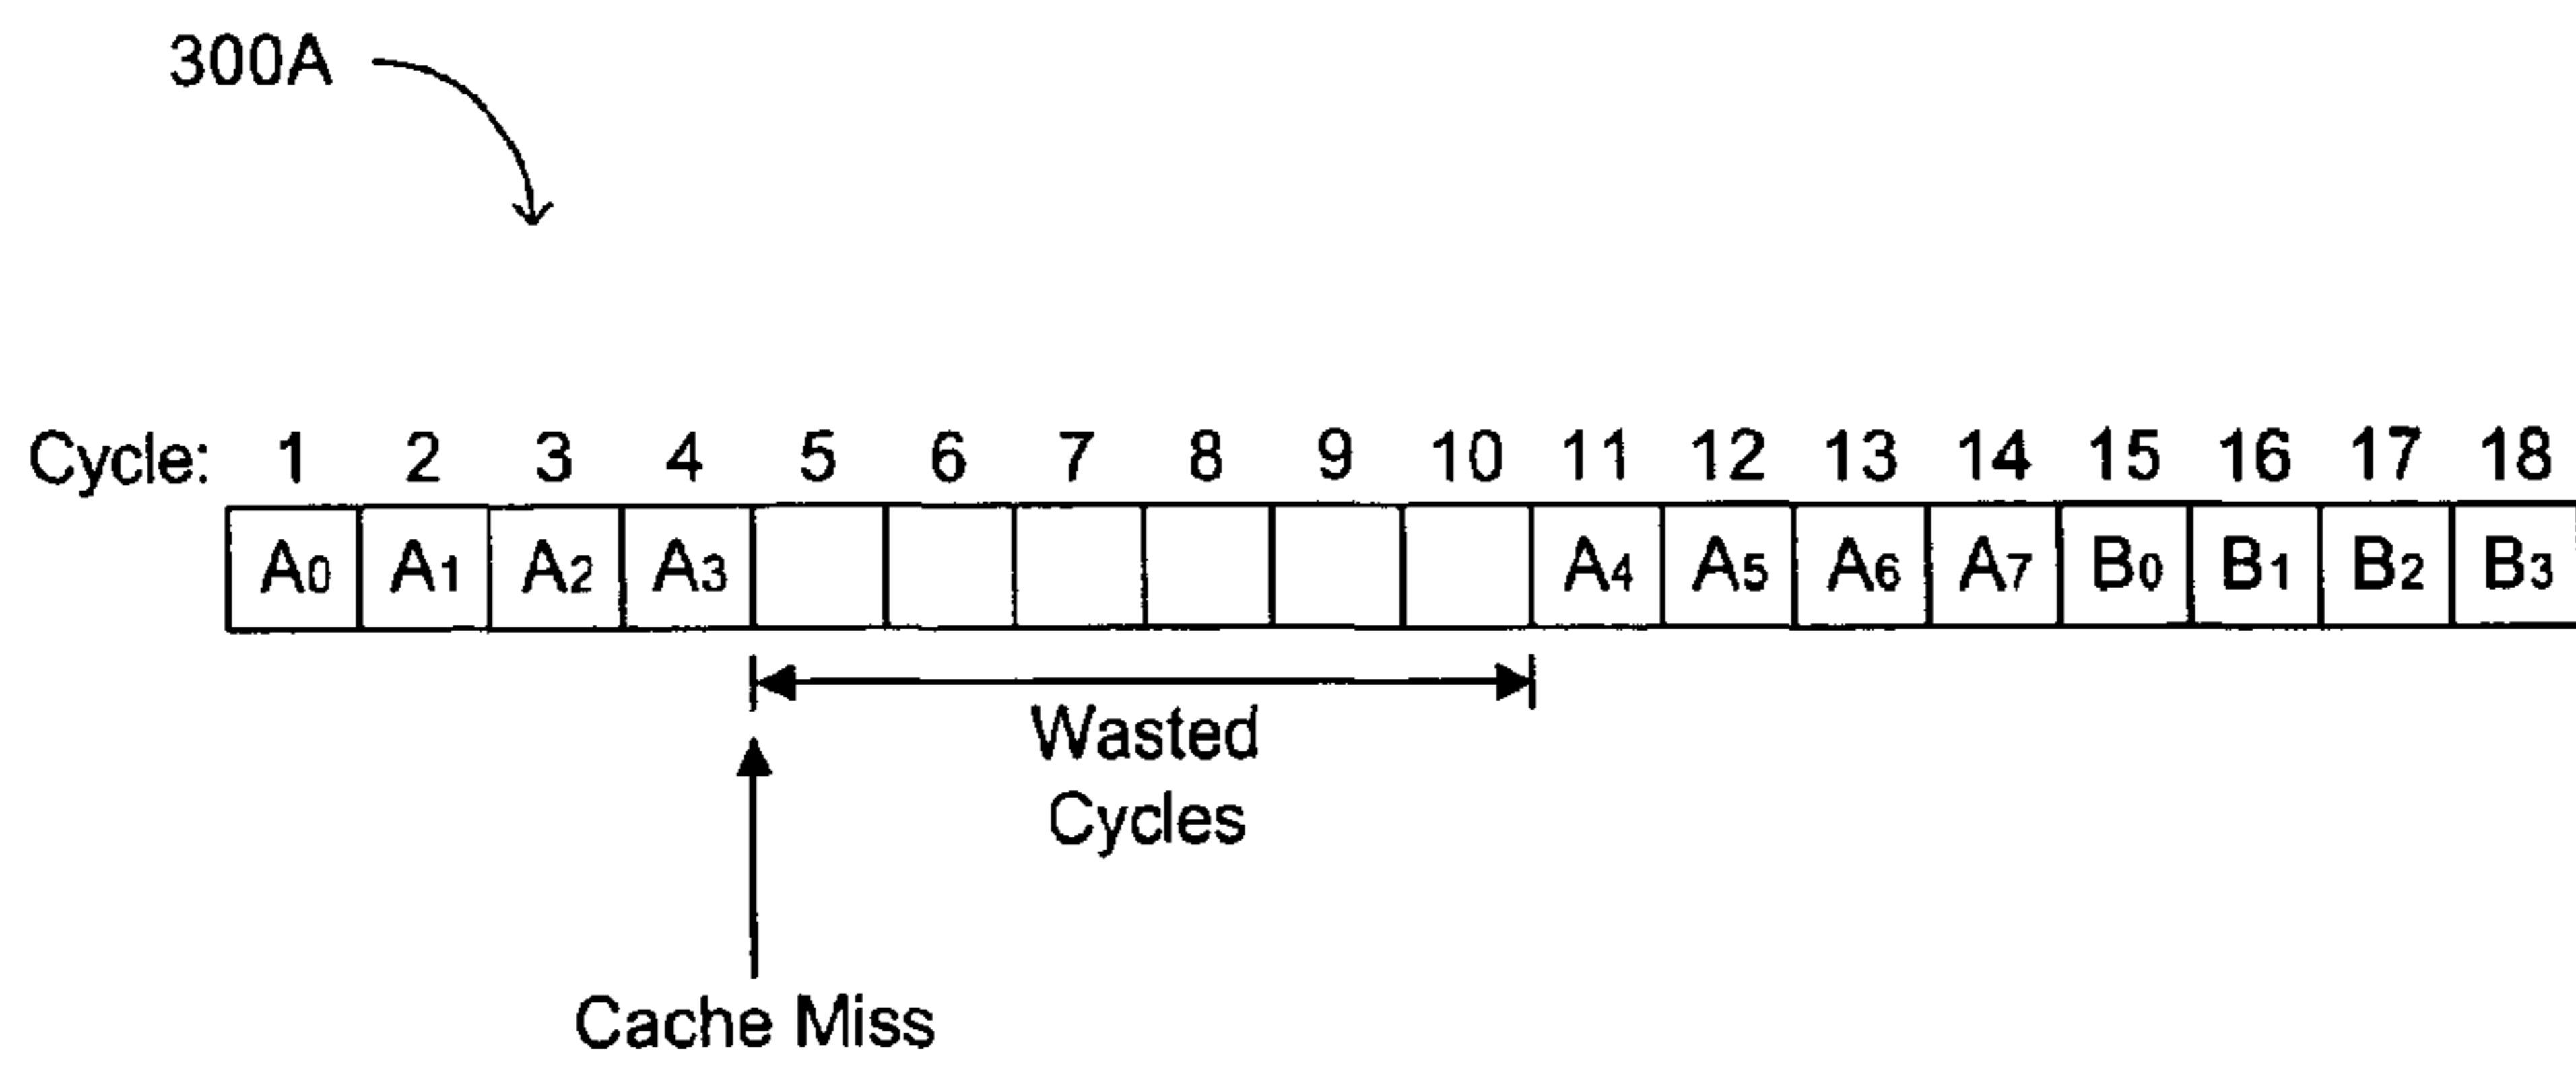 300A
Cycle: 1 2 3 4 5 6 7 8 9 10 11 12 13 14 15 16 17 18
A0 A1 A2 A3 A4 A5 A6 A7 B0 B1 B2 B3
Wasted
Cycles
Cache Miss